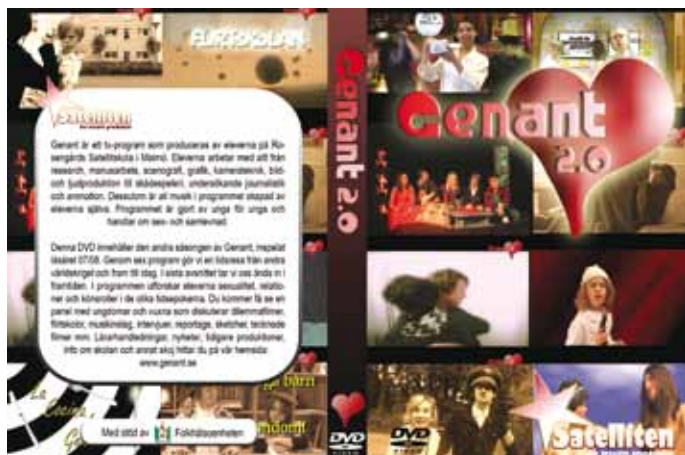 FLIRTSKOLAN
Satelliten
Genant är ett tv-program som produceras av eleverna på Ro-
sengårds Satellitskola i Malmö. Eleverna arbetar med allt från
research, manusarbete, scenografi, grafik, kamerateknik, bild-
och ljudproduktion till skådespeleri, undersökande journalistik
och animation. Dessutom är all musik i programmet skapad av
eleverna själva. Programmet är gjort av unga för unga och
handlar om sex- och samlevnad.
Denna DVD innehåller den andra säsongen av Genant, inspelat
läsåret 07/08. Genom sex program gör vi en tidsresa från andra
världskriget och fram till idag. I sista avsnittet tar vi oss ända in i
framtiden. I programmen utforskar eleverna sexualitet, relatio-
ner och könsroller i de olika tidsepokerna. Du kommer få se en
panel med ungdomar och vuxna som diskuterar dilemmafilmer,
flirtskolor, musikinslag, intervjuer, reportage, sketcher, tecknade
filmer mm. Lärarhandledningar, nyheter, tidigare produktioner,
info om skolan och annat skoj hittar du på vår hemsida:
www.genant.se
La
Cocina
barn
Med stöd av Folkhälsoenheten
Genant 2.0
DVD
VIDEO
Genant
2.0
DVD
VIDEO
Satelliten